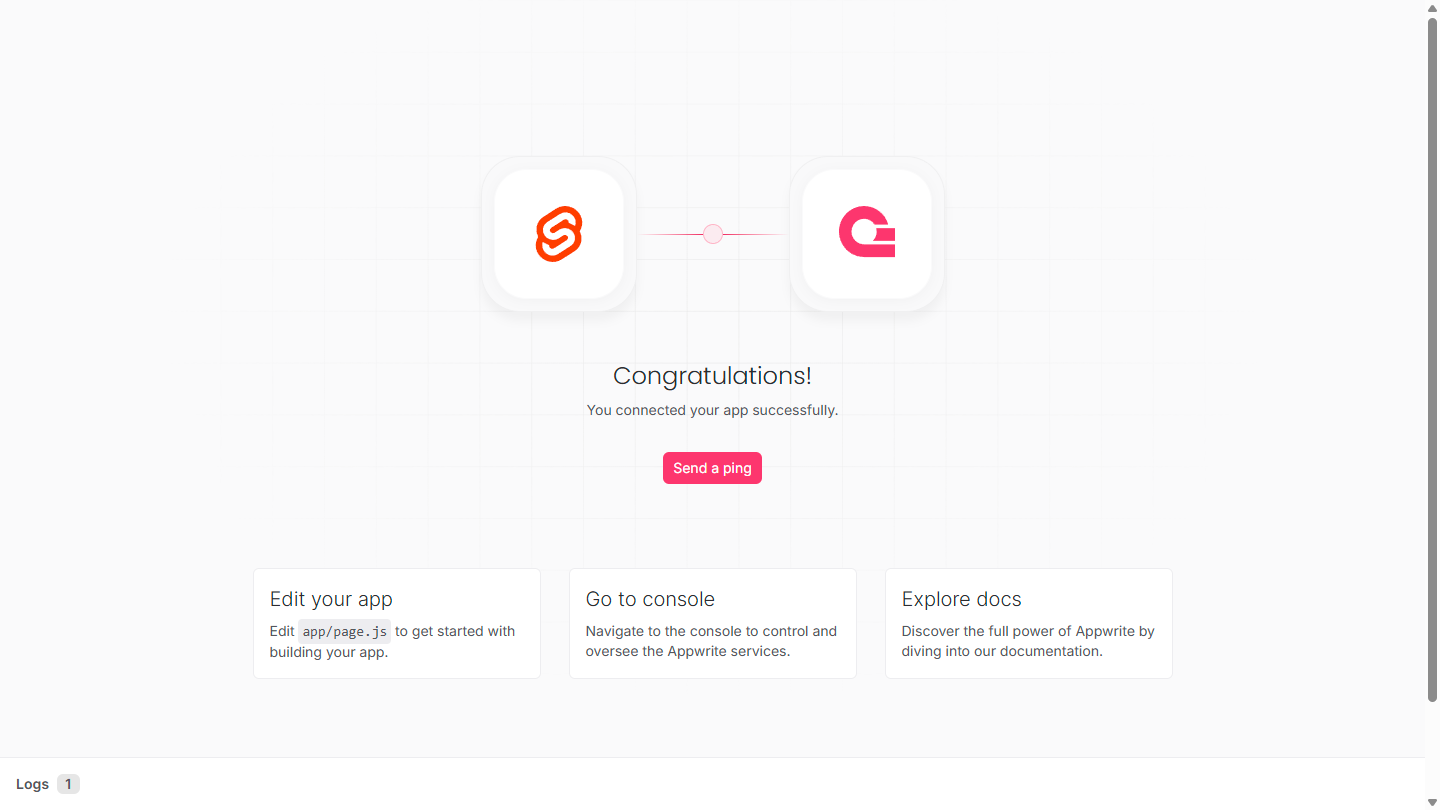 Congratulations!
You connected your app successfully.
Send a ping
Edit your app
Edit app/page.js to get started with
building your app.
Go to console
Navigate to the console to control and
oversee the Appwrite services.
Explore docs
Discover the full power of Appwrite by
diving into our documentation.
Logs 1